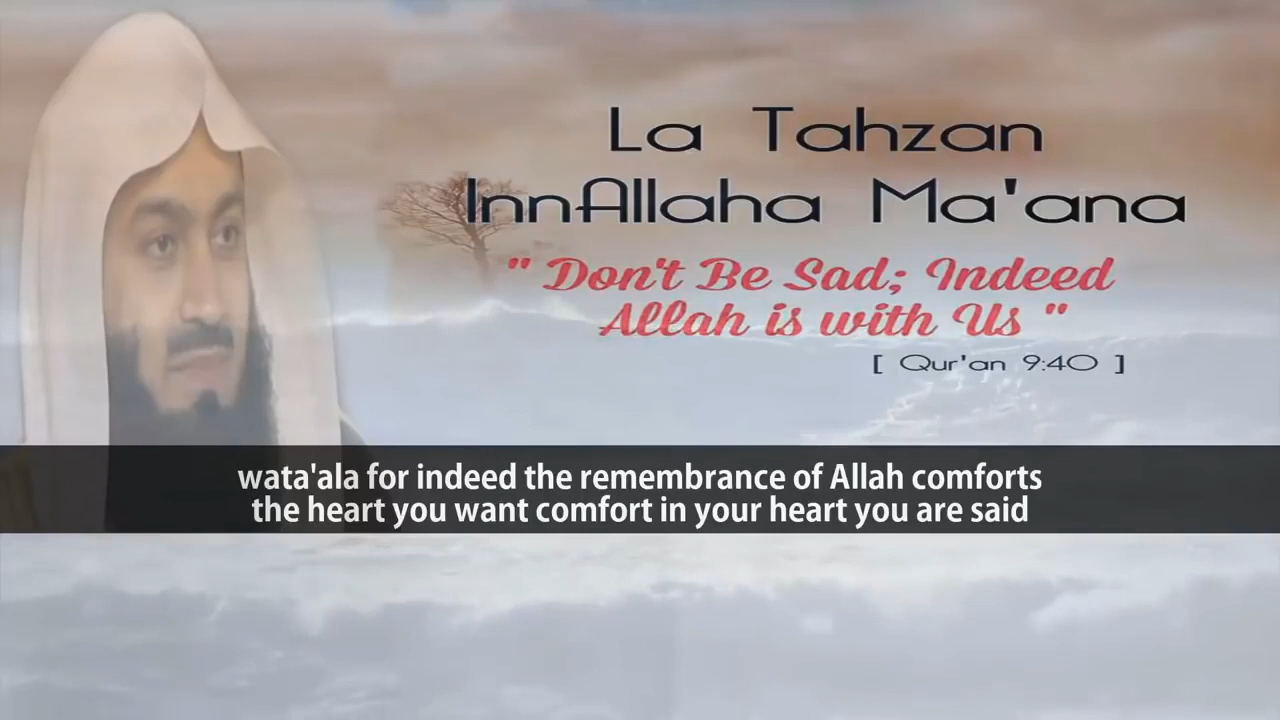 La Tahzan
InnAllaha Ma'ana
" Don't Be Sad; Indeed
Allah is with Us "
[ Qur'an 9:40 ]
wata'ala for indeed the remembrance of Allah comforts
the heart you want comfort in your heart you are said